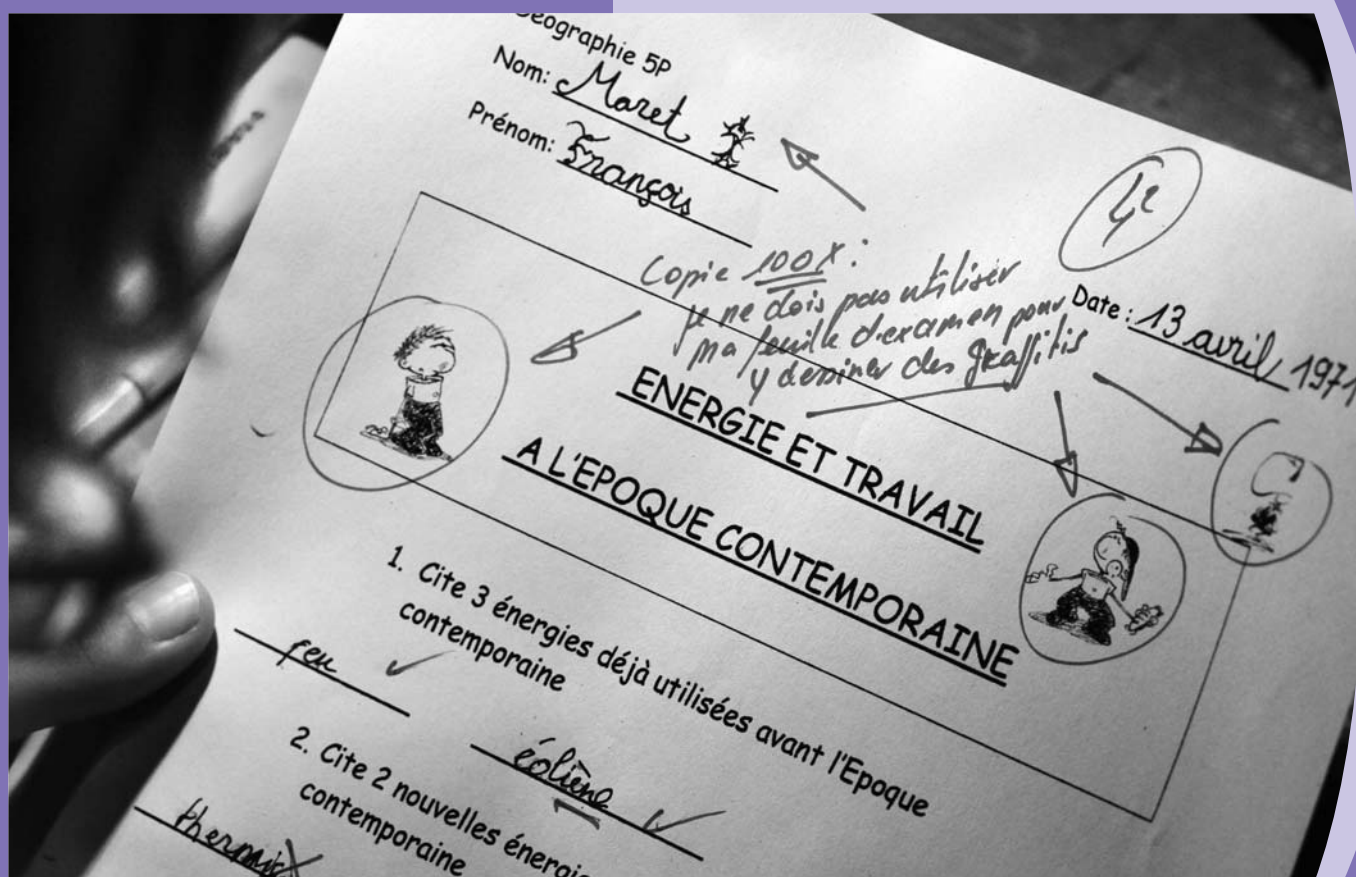 Géographie 5P
Nom: Maret
Prénom: François
Copie 100x:
je ne dois pas utiliser
ma feuille d'examen pour
y dessiner des graffitis
Date: 13 avril 1971
ENERGIE ET TRAVAIL
A L'EPOQUE CONTEMPORAINE
1. Cite 3 énergies déjà utilisées avant l'Epoque
contemporaine
feu
éoliène
2. Cite 2 nouvelles énergie
contemporaine